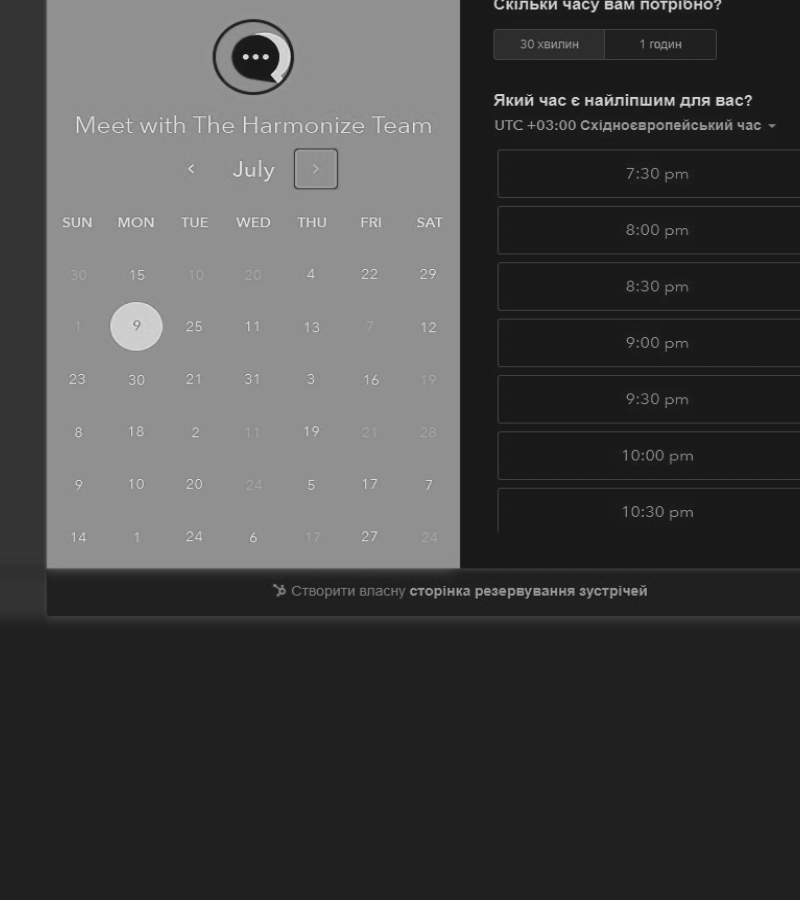 Meet with The Harmonize Team
July
SUN MON TUE WED THU FRI SAT
30 15 10 20 4 22 29
1 9 25 11 13 7 12
23 30 21 31 3 16 19
8 18 2 11 19 21 28
9 10 20 24 5 17 7
14 1 24 6 17 27 24
Скільки часу вам потрібно?
30 хвилин 1 годин
Який час є найліпшим для вас?
UTC +03:00 Східноєвропейський час
7:30 pm
8:00 pm
8:30 pm
9:00 pm
9:30 pm
10:00 pm
10:30 pm
Створити власну сторінка резервування зустрічей